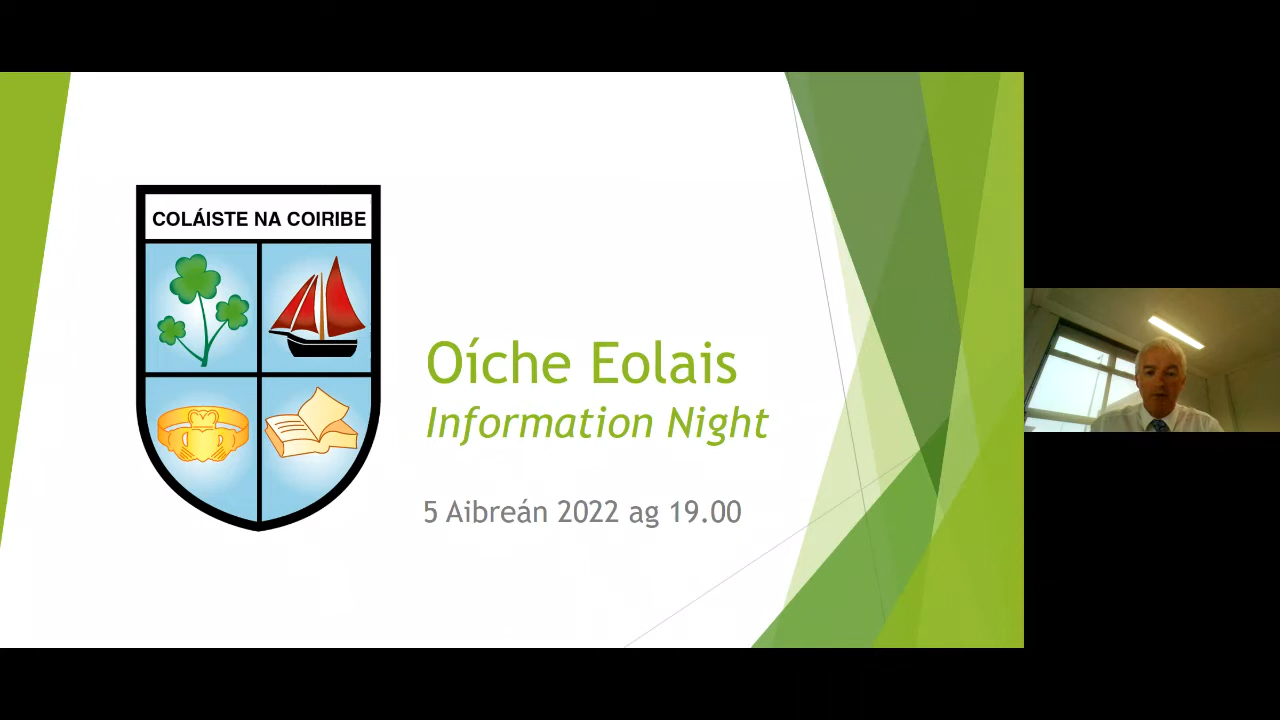 COLÁISTE NA COIRIBE
Oíche Eolais
Information Night
5 Aibreán 2022 ag 19.00